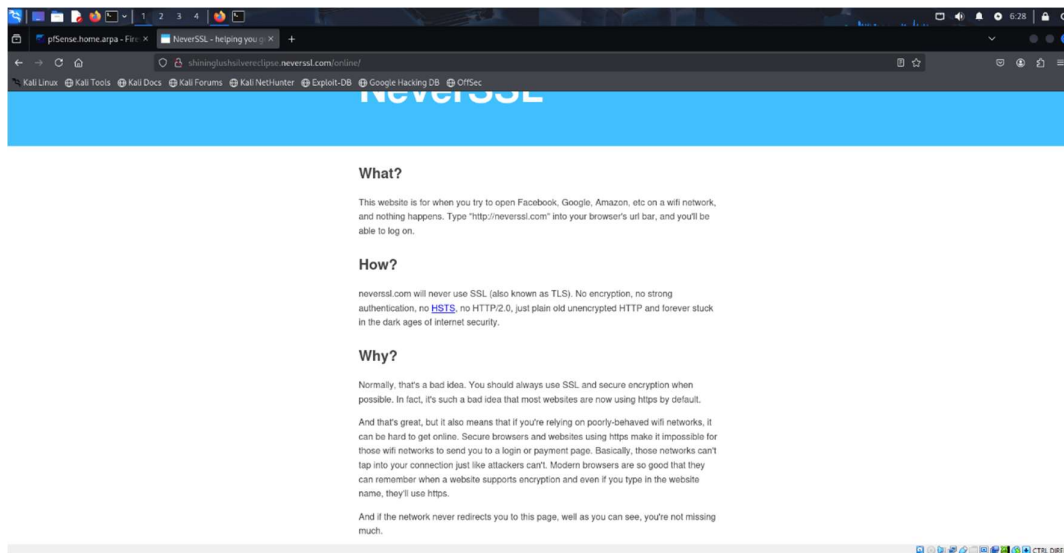 1 2 3 4
6:28
pfSense.home.arpa - Fire
NeverSSL - helping you g
shininglushsilvereclipse.neverssl.com/online/
Kali Linux Kali Tools Kali Docs Kali Forums Kali NetHunter Exploit-DB Google Hacking DB OffSec
NeverSSL
What?
This website is for when you try to open Facebook, Google, Amazon, etc on a wifi network,
and nothing happens. Type "http://neverssl.com" into your browser's url bar, and you'll be
able to log on.
How?
neverssl.com will never use SSL (also known as TLS). No encryption, no strong
authentication, no HSTS, no HTTP/2.0, just plain old unencrypted HTTP and forever stuck
in the dark ages of internet security.
Why?
Normally, that's a bad idea. You should always use SSL and secure encryption when
possible. In fact, it's such a bad idea that most websites are now using https by default.
And that's great, but it also means that if you're relying on poorly-behaved wifi networks, it
can be hard to get online. Secure browsers and websites using https make it impossible for
those wifi networks to send you to a login or payment page. Basically, those networks can't
tap into your connection just like attackers can't. Modern browsers are so good that they
can remember when a website supports encryption and even if you type in the website
name, they'll use https.
And if the network never redirects you to this page, well as you can see, you're not missing
much.
CTRL DIRE